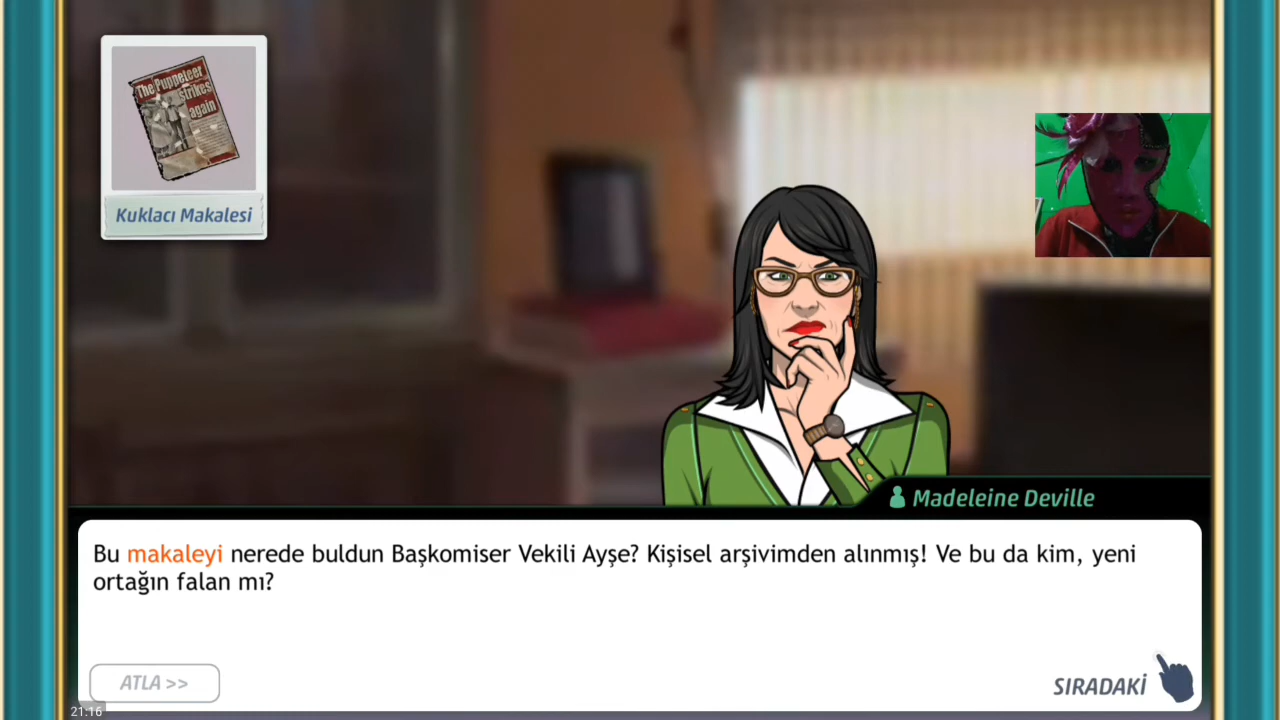 The Puppeteer
strikes
again
Kuklacı Makalesi
Madeleine Deville
Bu makaleyi nerede buldun Başkomiser Vekili Ayşe? Kişisel arşivimden alınmış! Ve bu da kim, yeni
ortağın falan mı?
ATLA >>
SIRADAKİ
21:16